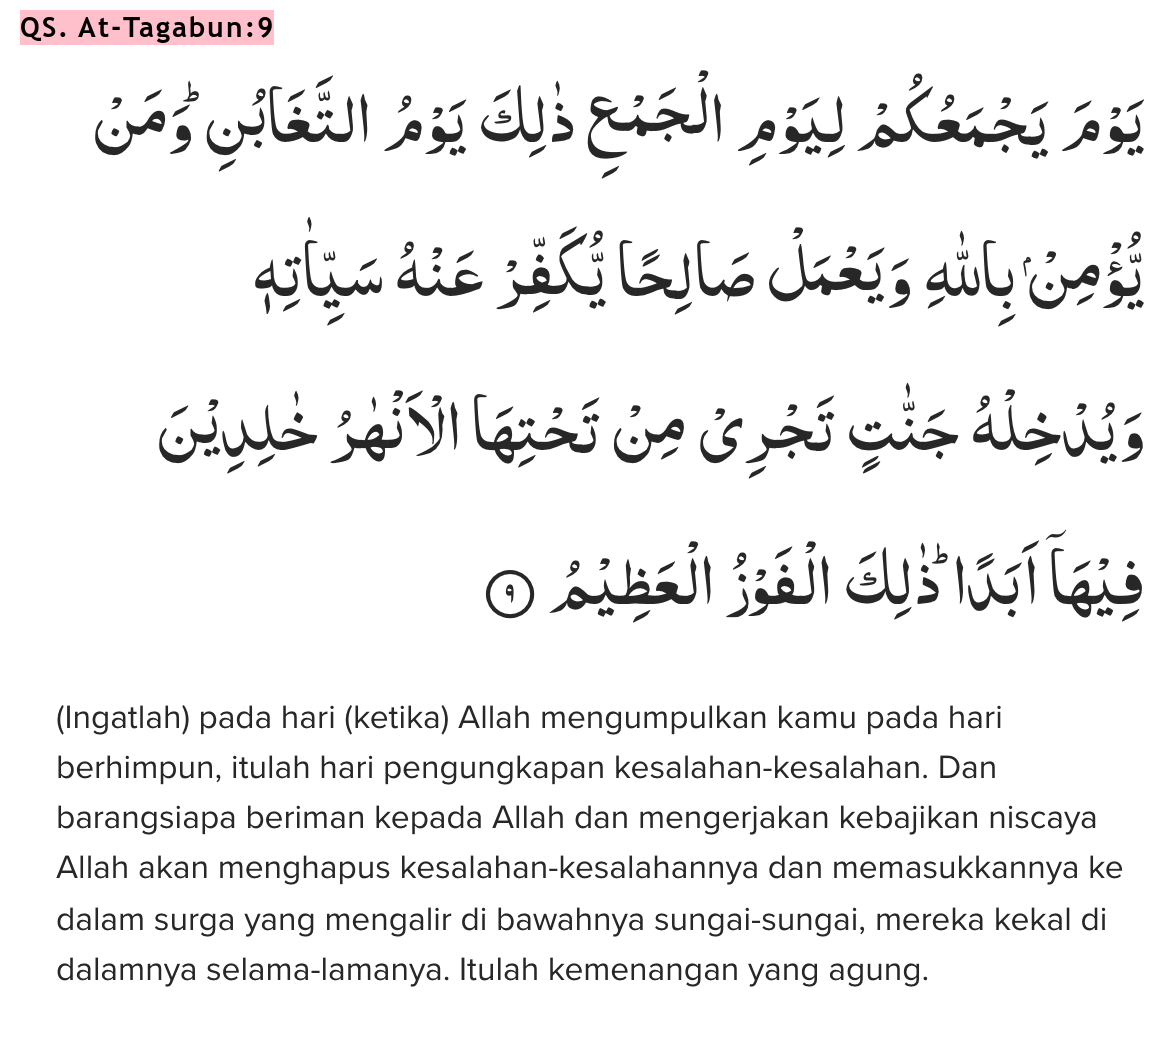 QS. At-Tagabun:9
يَوْمَ يَجْمَعُكُمْ لِيَوْمِ الْجَمْعِ ذٰلِكَ يَوْمُ التَّغَابُنِۗ وَمَنْ
يُّؤْمِنْۢ بِاللّٰهِ وَيَعْمَلْ صَالِحًا يُّكَفِّرْ عَنْهُ سَيِّاٰتِهٖ
وَيُدْخِلْهُ جَنّٰتٍ تَجْرِيْ مِنْ تَحْتِهَا الْاَنْهٰرُ خٰلِدِيْنَ
فِيْهَآ اَبَدًاۗ ذٰلِكَ الْفَوْزُ الْعَظِيْمُ ٩
(Ingatlah) pada hari (ketika) Allah mengumpulkan kamu pada hari
berhimpun, itulah hari pengungkapan kesalahan-kesalahan. Dan
barangsiapa beriman kepada Allah dan mengerjakan kebajikan niscaya
Allah akan menghapus kesalahan-kesalahannya dan memasukkannya ke
dalam surga yang mengalir di bawahnya sungai-sungai, mereka kekal di
dalamnya selama-lamanya. Itulah kemenangan yang agung.